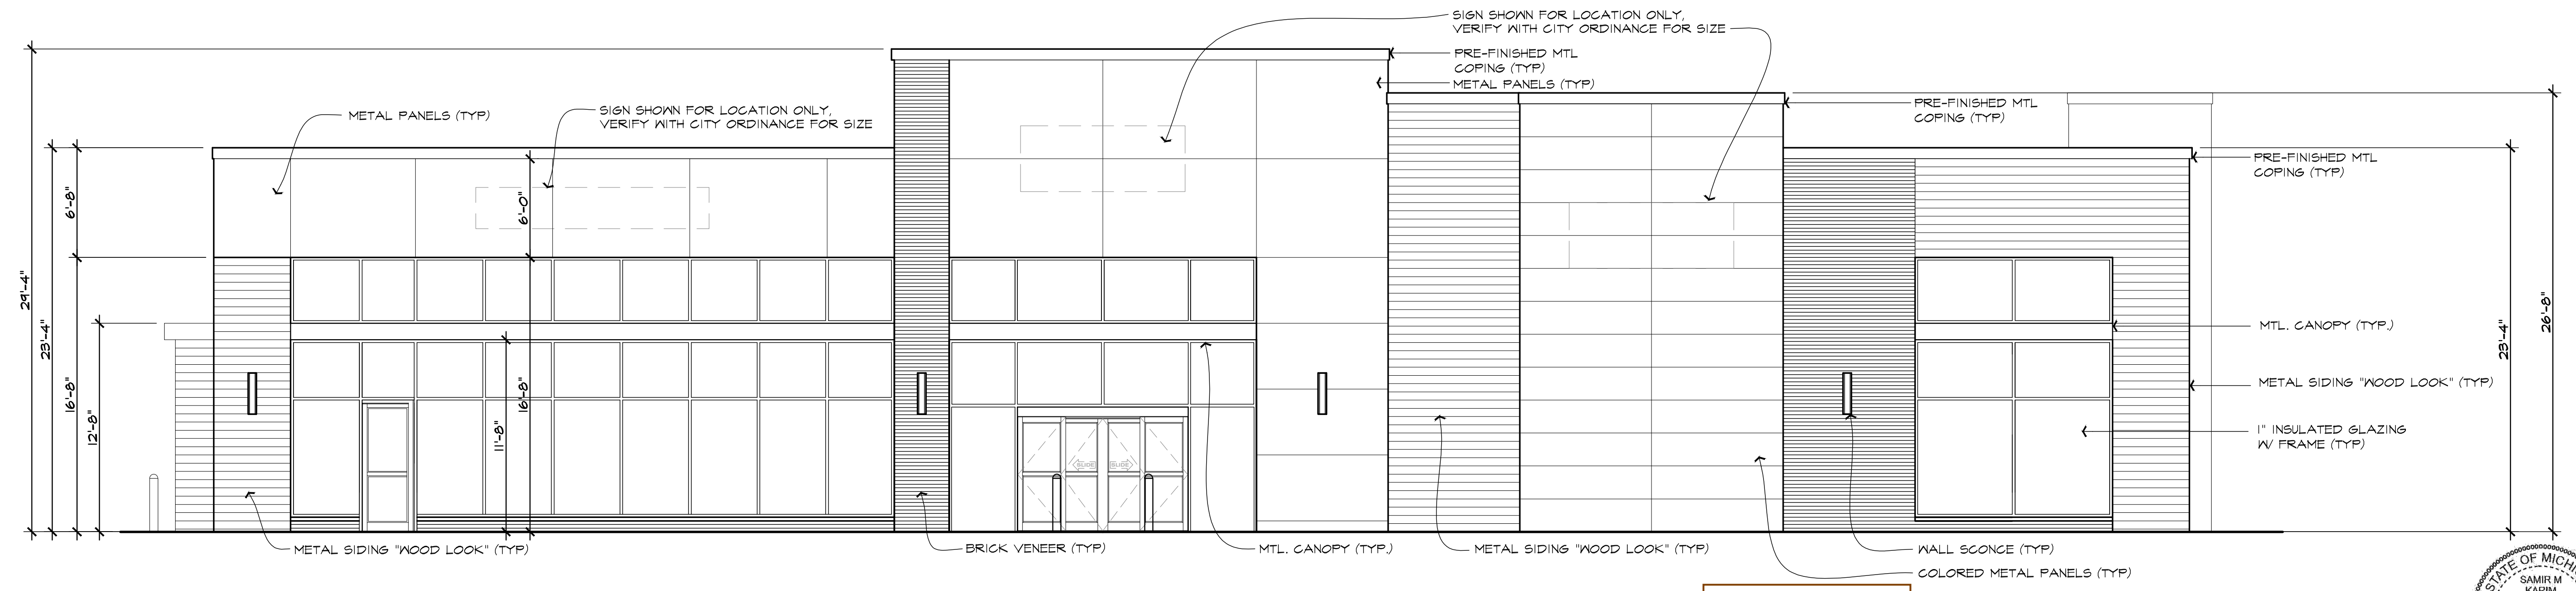 SIGN SHOWN FOR LOCATION ONLY,
VERIFY WITH CITY ORDINANCE FOR SIZE
PRE-FINISHED MTL
COPING (TYP)
METAL PANELS (TYP)
METAL PANELS (TYP)
SIGN SHOWN FOR LOCATION ONLY,
VERIFY WITH CITY ORDINANCE FOR SIZE
PRE-FINISHED MTL
COPING (TYP)
PRE-FINISHED MTL
COPING (TYP)
29'-4"
23'-4"
6'-8"
16'-8"
12'-8"
6'-0"
16'-8"
11'-8"
SLIDE
SLIDE
MTL. CANOPY (TYP.)
METAL SIDING "WOOD LOOK" (TYP)
1" INSULATED GLAZING
W/ FRAME (TYP)
23'-4"
26'-8"
METAL SIDING "WOOD LOOK" (TYP)
BRICK VENEER (TYP)
MTL. CANOPY (TYP.)
METAL SIDING "WOOD LOOK" (TYP)
WALL SCONCE (TYP)
COLORED METAL PANELS (TYP)
STATE OF MICH
SAMIR M
KARIM